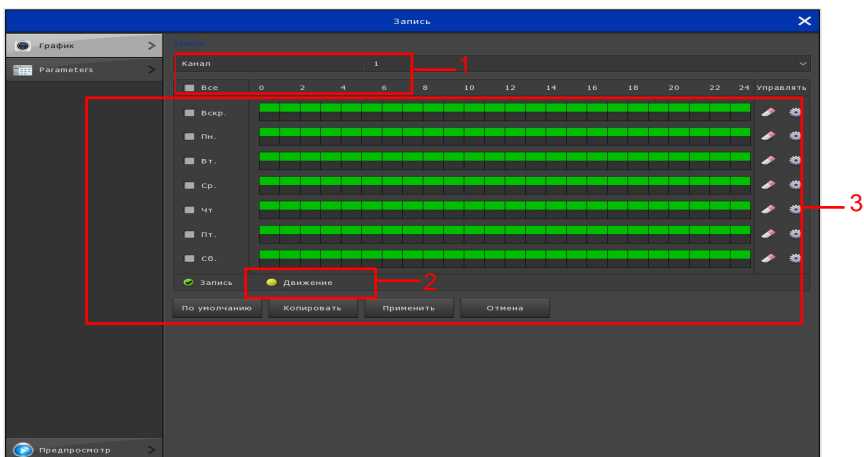 Запись
График >
Parameters >
Запись
Канал 1
1
Все 0 2 4 6 8 10 12 14 16 18 20 22 24 Управлять
Вскр.
Пн.
Вт.
Ср.
Чт
Пт.
Сб.
3
Запись Движение
2
По умолчанию Копировать Применить Отмена
Предпросмотр >